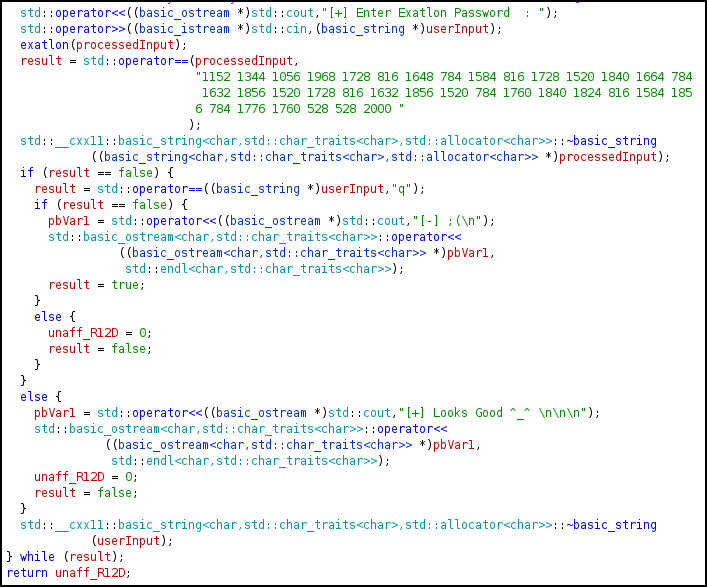 std::operator<<((basic_ostream *)std::cout,"[+] Enter Exatlon Password  : ");
std::operator>>((basic_istream *)std::cin,(basic_string *)userInput);
exatlon(processedInput);
result = std::operator==(processedInput,
"1152 1344 1056 1968 1728 816 1648 784 1584 816 1728 1520 1840 1664 784
1632 1856 1520 1728 816 1632 1856 1520 784 1760 1840 1824 816 1584 185
6 784 1776 1760 528 528 2000 "
);
std::__cxx11::basic_string<char,std::char_traits<char>,std::allocator<char>>::~basic_string
((basic_string<char,std::char_traits<char>,std::allocator<char>> *)processedInput);
if (result == false) {
result = std::operator==((basic_string *)userInput,"q");
if (result == false) {
pbVar1 = std::operator<<((basic_ostream *)std::cout,"[-] ;(\n");
std::basic_ostream<char,std::char_traits<char>>::operator<<
((basic_ostream<char,std::char_traits<char>> *)pbVar1,
std::endl<char,std::char_traits<char>>);
result = true;
}
else {
unaff_R12D = 0;
result = false;
}
}
else {
pbVar1 = std::operator<<((basic_ostream *)std::cout,"[+] Looks Good ^_^ \n\n\n");
std::basic_ostream<char,std::char_traits<char>>::operator<<
((basic_ostream<char,std::char_traits<char>> *)pbVar1,
std::endl<char,std::char_traits<char>>);
unaff_R12D = 0;
result = false;
}
std::__cxx11::basic_string<char,std::char_traits<char>,std::allocator<char>>::~basic_string
(userInput);
} while (result);
return unaff_R12D;